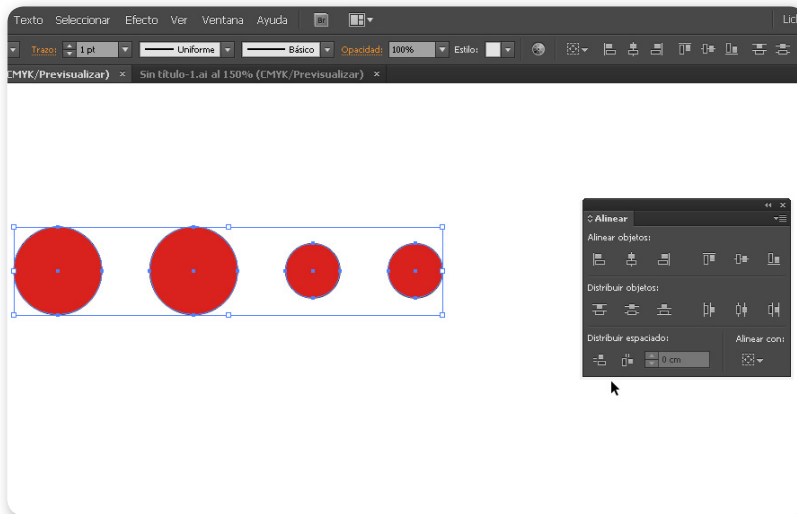 Texto Seleccionar Efecto Ver Ventana Ayuda Br
Trazo: 1 pt Uniforme Básico Opacidad: 100% Estilo:
CMYK/Previsualizar) × Sin título-1.ai al 150% (CMYK/Previsualizar) ×
Alinear
Alinear objetos:
Distribuir objetos:
Distribuir espaciado: Alinear con:
0 cm